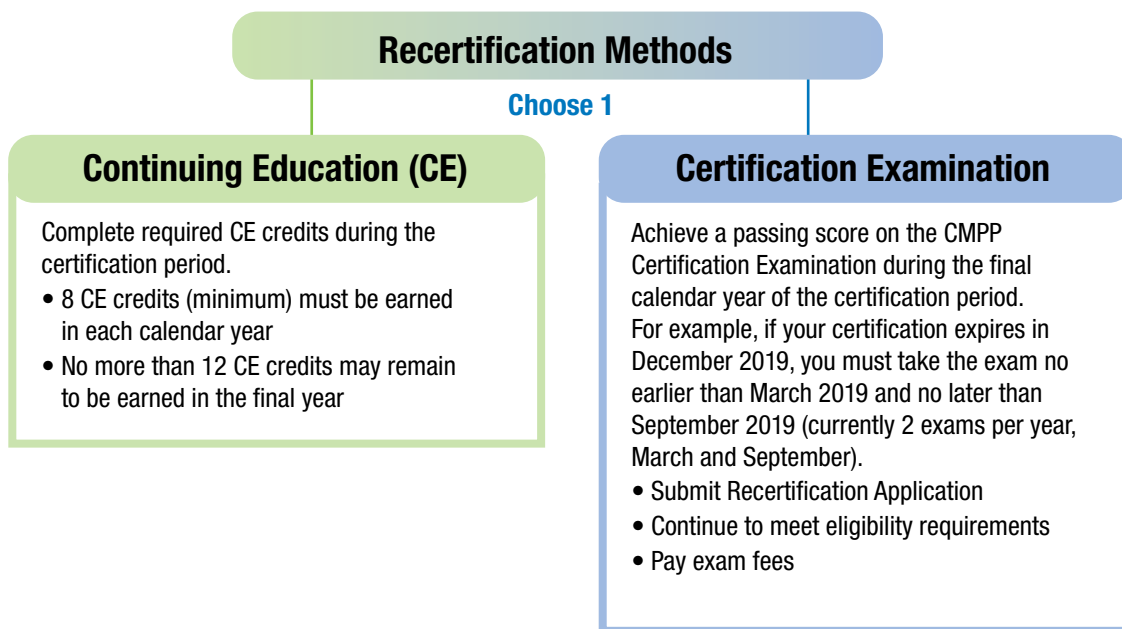 Recertification Methods
Choose 1
Continuing Education (CE)
Complete required CE credits during the
certification period.
• 8 CE credits (minimum) must be earned
in each calendar year
• No more than 12 CE credits may remain
to be earned in the final year
Certification Examination
Achieve a passing score on the CMPP
Certification Examination during the final
calendar year of the certification period.
For example, if your certification expires in
December 2019, you must take the exam no
earlier than March 2019 and no later than
September 2019 (currently 2 exams per year,
March and September).
• Submit Recertification Application
• Continue to meet eligibility requirements
• Pay exam fees